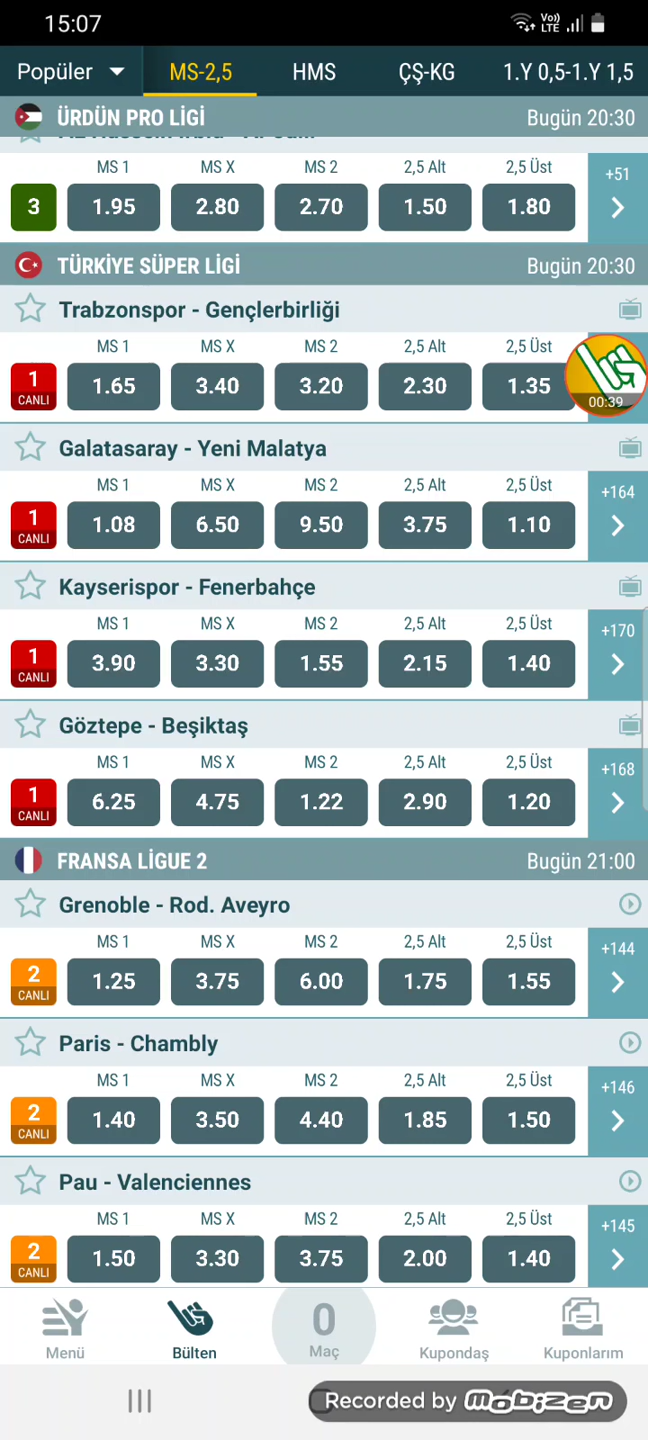 15:07
Vo))
LTE
Popüler MS-2,5 HMS ÇŞ-KG 1.Y 0,5-1.Y 1,5
ÜRDÜN PRO LİGİ Bugün 20:30
MS 1 MS X MS 2 2,5 Alt 2,5 Üst +51
3 1.95 2.80 2.70 1.50 1.80
TÜRKİYE SÜPER LİGİ Bugün 20:30
Trabzonspor - Gençlerbirliği
MS 1 MS X MS 2 2,5 Alt 2,5 Üst
1 CANLI 1.65 3.40 3.20 2.30 1.35 00:39
Galatasaray - Yeni Malatya
MS 1 MS X MS 2 2,5 Alt 2,5 Üst +164
1 CANLI 1.08 6.50 9.50 3.75 1.10
Kayserispor - Fenerbahçe
MS 1 MS X MS 2 2,5 Alt 2,5 Üst +170
1 CANLI 3.90 3.30 1.55 2.15 1.40
Göztepe - Beşiktaş
MS 1 MS X MS 2 2,5 Alt 2,5 Üst +168
1 CANLI 6.25 4.75 1.22 2.90 1.20
FRANSA LİGUE 2 Bugün 21:00
Grenoble - Rod. Aveyro
MS 1 MS X MS 2 2,5 Alt 2,5 Üst +144
2 CANLI 1.25 3.75 6.00 1.75 1.55
Paris - Chambly
MS 1 MS X MS 2 2,5 Alt 2,5 Üst +146
2 CANLI 1.40 3.50 4.40 1.85 1.50
Pau - Valenciennes
MS 1 MS X MS 2 2,5 Alt 2,5 Üst +145
2 CANLI 1.50 3.30 3.75 2.00 1.40
0
Menü Bülten Maç Kupondaş Kuponlarım
Recorded by mobizen